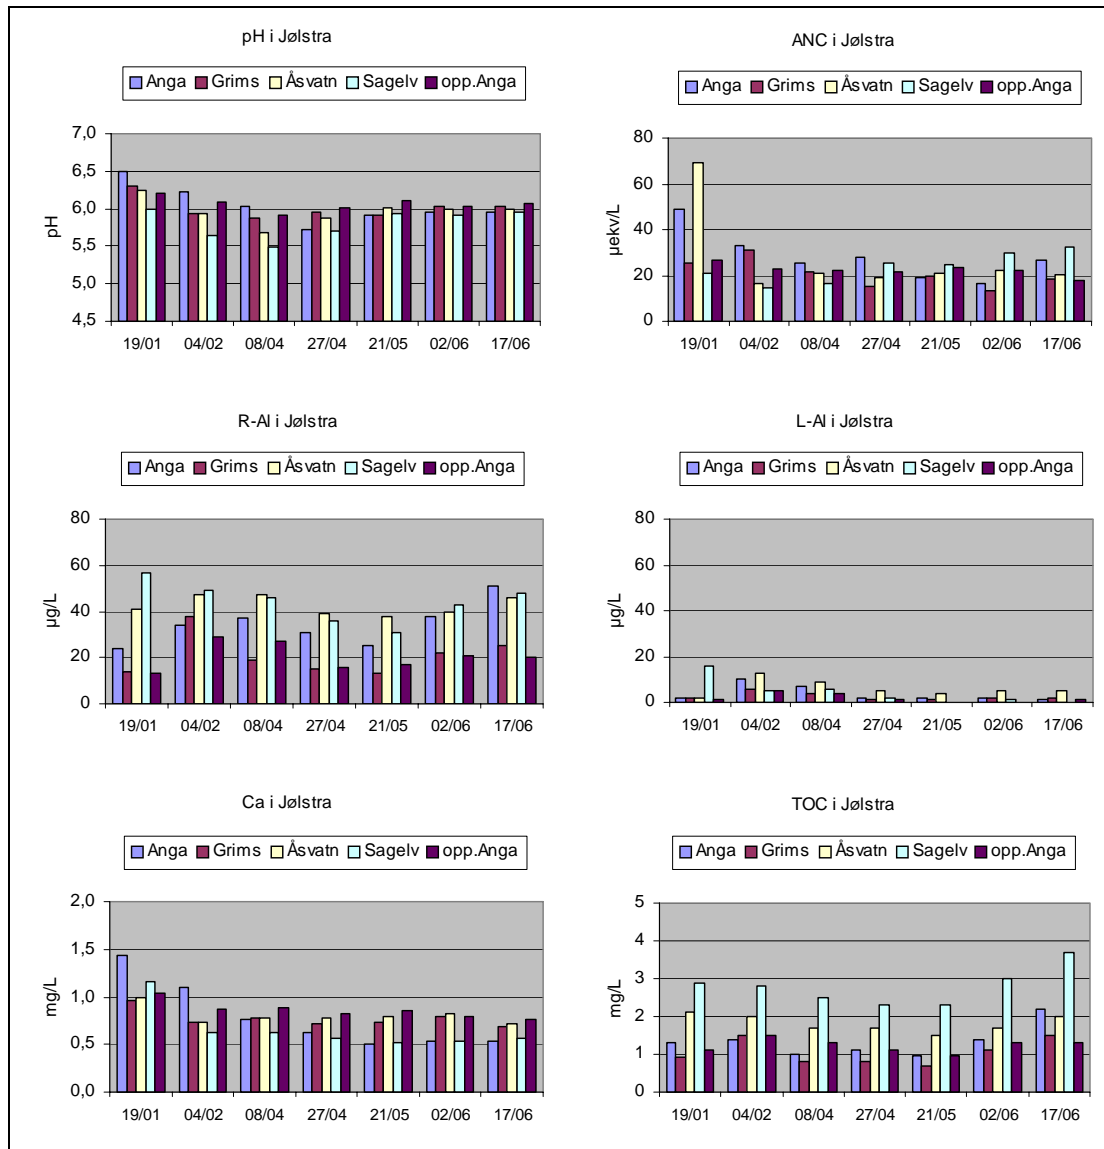 pH i Jølstra
Anga Grims Åsvatn Sagelv opp.Anga
7,0
6,5
6,0
5,5
5,0
4,5
pH
19/01 04/02 08/04 27/04 21/05 02/06 17/06
ANC i Jølstra
Anga Grims Åsvatn Sagelv opp.Anga
80
60
40
20
0
µekv/L
19/01 04/02 08/04 27/04 21/05 02/06 17/06
R-Al i Jølstra
Anga Grims Åsvatn Sagelv opp.Anga
80
60
40
20
0
µg/L
19/01 04/02 08/04 27/04 21/05 02/06 17/06
L-Al i Jølstra
Anga Grims Åsvatn Sagelv opp.Anga
80
60
40
20
0
µg/L
19/01 04/02 08/04 27/04 21/05 02/06 17/06
Ca i Jølstra
Anga Grims Åsvatn Sagelv opp.Anga
2,0
1,5
1,0
0,5
0,0
mg/L
19/01 04/02 08/04 27/04 21/05 02/06 17/06
TOC i Jølstra
Anga Grims Åsvatn Sagelv opp.Anga
5
4
3
2
1
0
mg/L
19/01 04/02 08/04 27/04 21/05 02/06 17/06